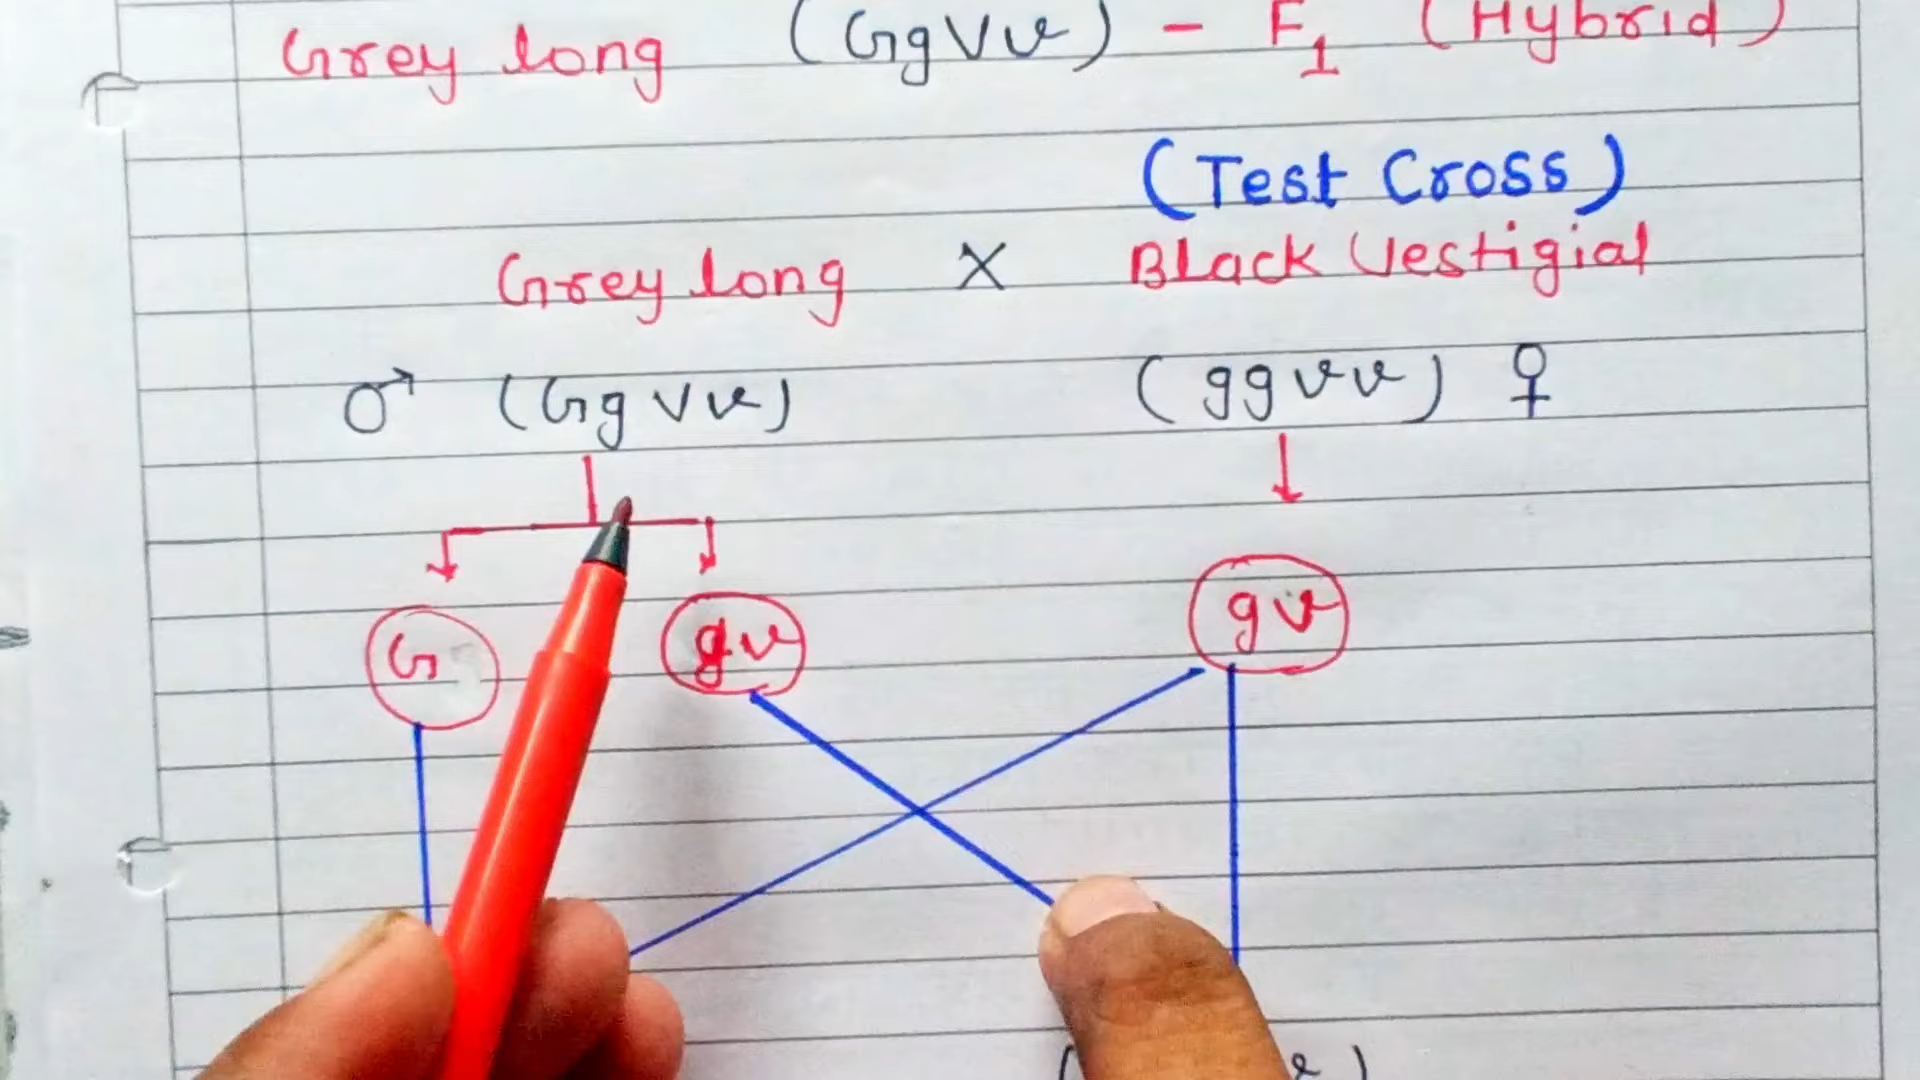 Grey long (GgVv) - F1 (Hybrid)
(Test Cross)
Grey long X Black Vestigial
♂ (GgVv) (ggvv) ♀
G gv gv